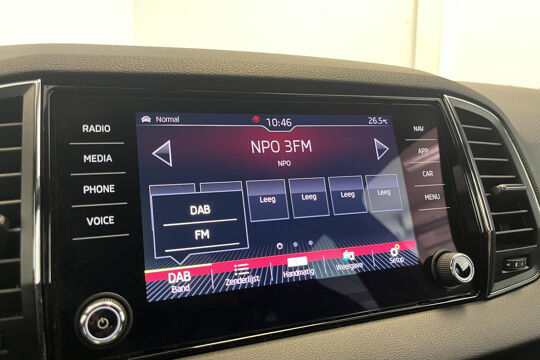 Normal
10:46
26.5°C
RADIO
MEDIA
PHONE
VOICE
NPO 3FM
NPO
NAV
APP
CAR
MENU
DAB
FM
Leeg
Leeg
Leeg
Leeg
DAB
Band
Zenderlijst
Handmatig
Weergave
Setup